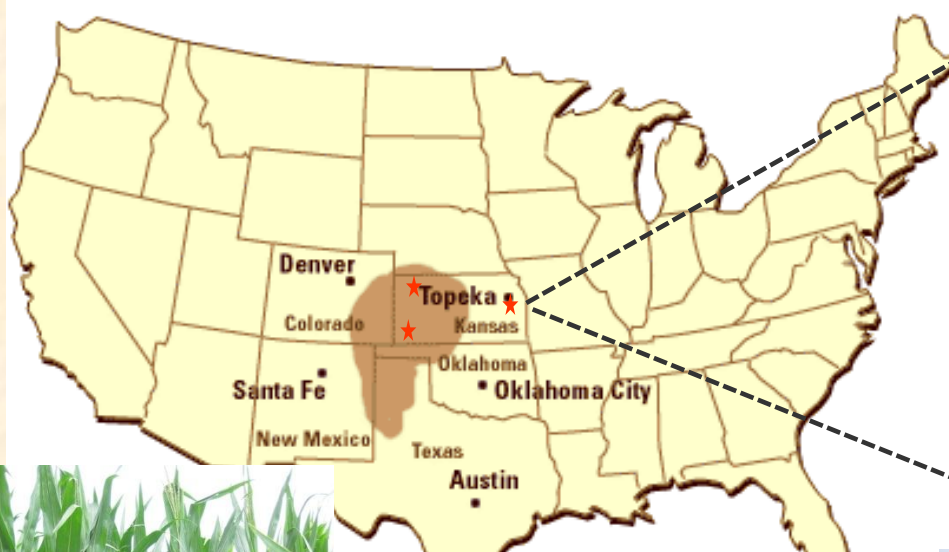 Denver
Topeka
Colorado
Kansas
Oklahoma
Santa Fe
Oklahoma City
New Mexico
Texas
Austin